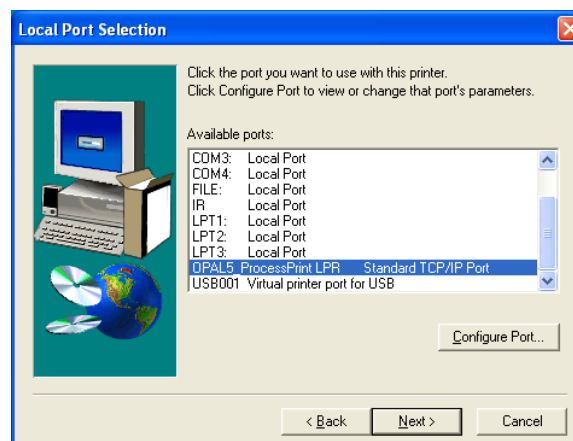 Local Port Selection
Click the port you want to use with this printer.
Click Configure Port to view or change that port's parameters.
Available ports:
COM3: Local Port
COM4: Local Port
FILE: Local Port
IR Local Port
LPT1: Local Port
LPT2: Local Port
LPT3: Local Port
OPAL5_ProcessPrint LPR Standard TCP/IP Port
USB001 Virtual printer port for USB
Configure Port...
< Back Next > Cancel